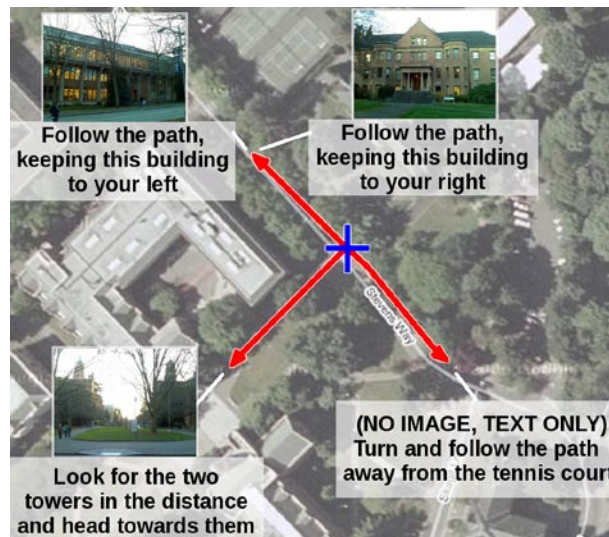 Follow the path,
keeping this building
to your left
Follow the path,
keeping this building
to your right
Stevens Way
(NO IMAGE, TEXT ONLY)
Turn and follow the path
away from the tennis court
Look for the two
towers in the distance
and head towards them